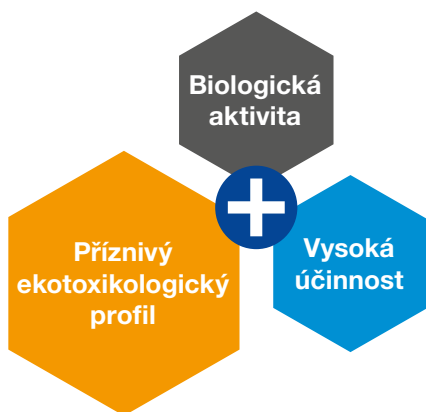 Biologická
aktivita
Příznivý
ekotoxikologický
profil
Vysoká
účinnost